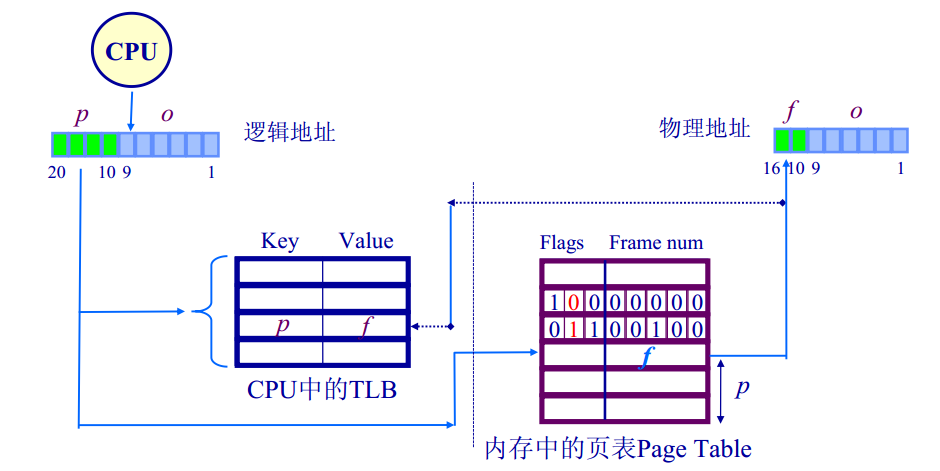 CPU
p o
逻辑地址
20 10 9 1
f o
物理地址
16 10 9 1
Key Value
p f
CPU中的TLB
Flags Frame num
1 0 0 0 0 0 0 0
0 1 1 0 0 1 0 0
f
p
内存中的页表Page Table